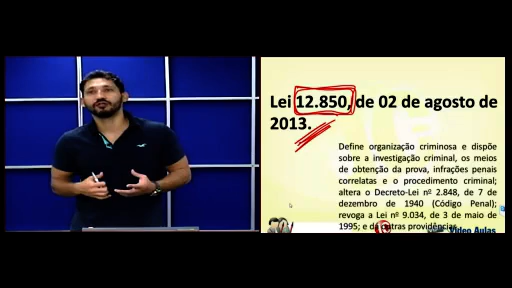 Lei 12.850, de 02 de agosto de
2013.
Define organização criminosa e dispõe
sobre a investigação criminal, os meios
de obtenção da prova, infrações penais
correlatas e o procedimento criminal;
altera o Decreto-Lei nº 2.848, de 7 de
dezembro de 1940 (Código Penal);
revoga a Lei nº 9.034, de 3 de maio de
1995; e dá outras providências.
Video Aulas